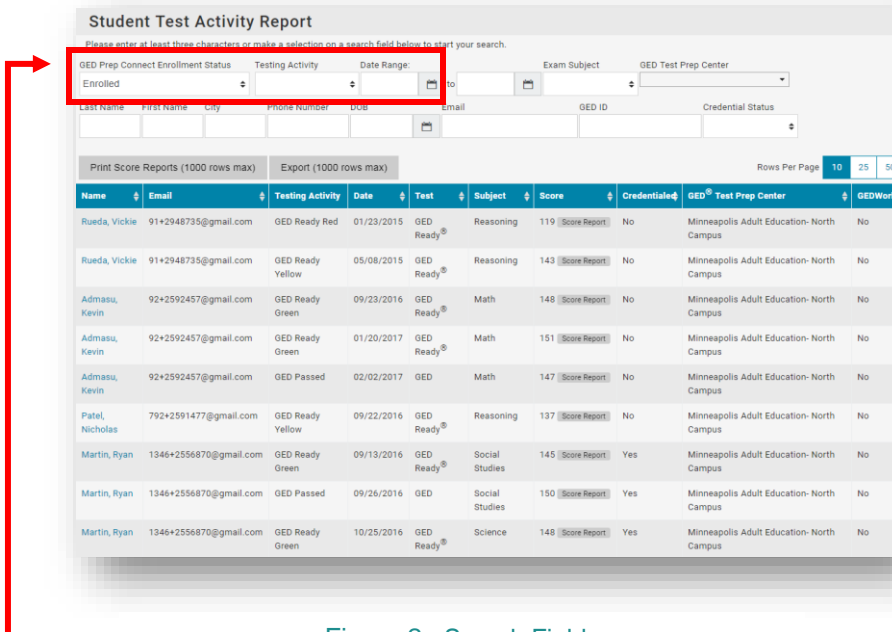 Student Test Activity Report
Please enter at least three characters or make a selection on a search field below to start your search.
GED Prep Connect Enrollment Status Testing Activity Date Range: Exam Subject GED Test Prep Center
Enrolled to
Last Name First Name City Phone Number DOB Email GED ID Credential Status
Print Score Reports (1000 rows max) Export (1000 rows max) Rows Per Page 10 25
Name Email Testing Activity Date Test Subject Score Credentialed GED® Test Prep Center
Rueda, Vickie 91+2948735@gmail.com GED Ready Red 01/23/2015 GED Reasoning 119 Score Report No Minneapolis Adult Education- North No
Ready® Campus
Rueda, Vickie 91+2948735@gmail.com GED Ready 05/08/2015 GED Reasoning 143 Score Report No Minneapolis Adult Education- North No
Yellow Ready® Campus
Admasu, 92+2592457@gmail.com GED Ready 09/23/2016 GED Math 148 Score Report No Minneapolis Adult Education- North No
Kevin Green Ready® Campus
Admasu, 92+2592457@gmail.com GED Ready 01/20/2017 GED Math 151 Score Report No Minneapolis Adult Education- North No
Kevin Green Ready® Campus
Admasu, 92+2592457@gmail.com GED Passed 02/02/2017 GED Math 147 Score Report No Minneapolis Adult Education- North No
Kevin Campus
Patel, 792+2591477@gmail.com GED Ready 09/22/2016 GED Reasoning 137 Score Report No Minneapolis Adult Education- North No
Nicholas Yellow Ready® Campus
Martin, Ryan 1346+2556870@gmail.com GED Ready 09/13/2016 GED Social 145 Score Report Yes Minneapolis Adult Education- North No
Green Ready® Studies Campus
Martin, Ryan 1346+2556870@gmail.com GED Passed 09/26/2016 GED Social 150 Score Report Yes Minneapolis Adult Education- North No
Studies Campus
Martin, Ryan 1346+2556870@gmail.com GED Ready 10/25/2016 GED Science 148 Score Report Yes Minneapolis Adult Education- North No
Green Ready® Campus